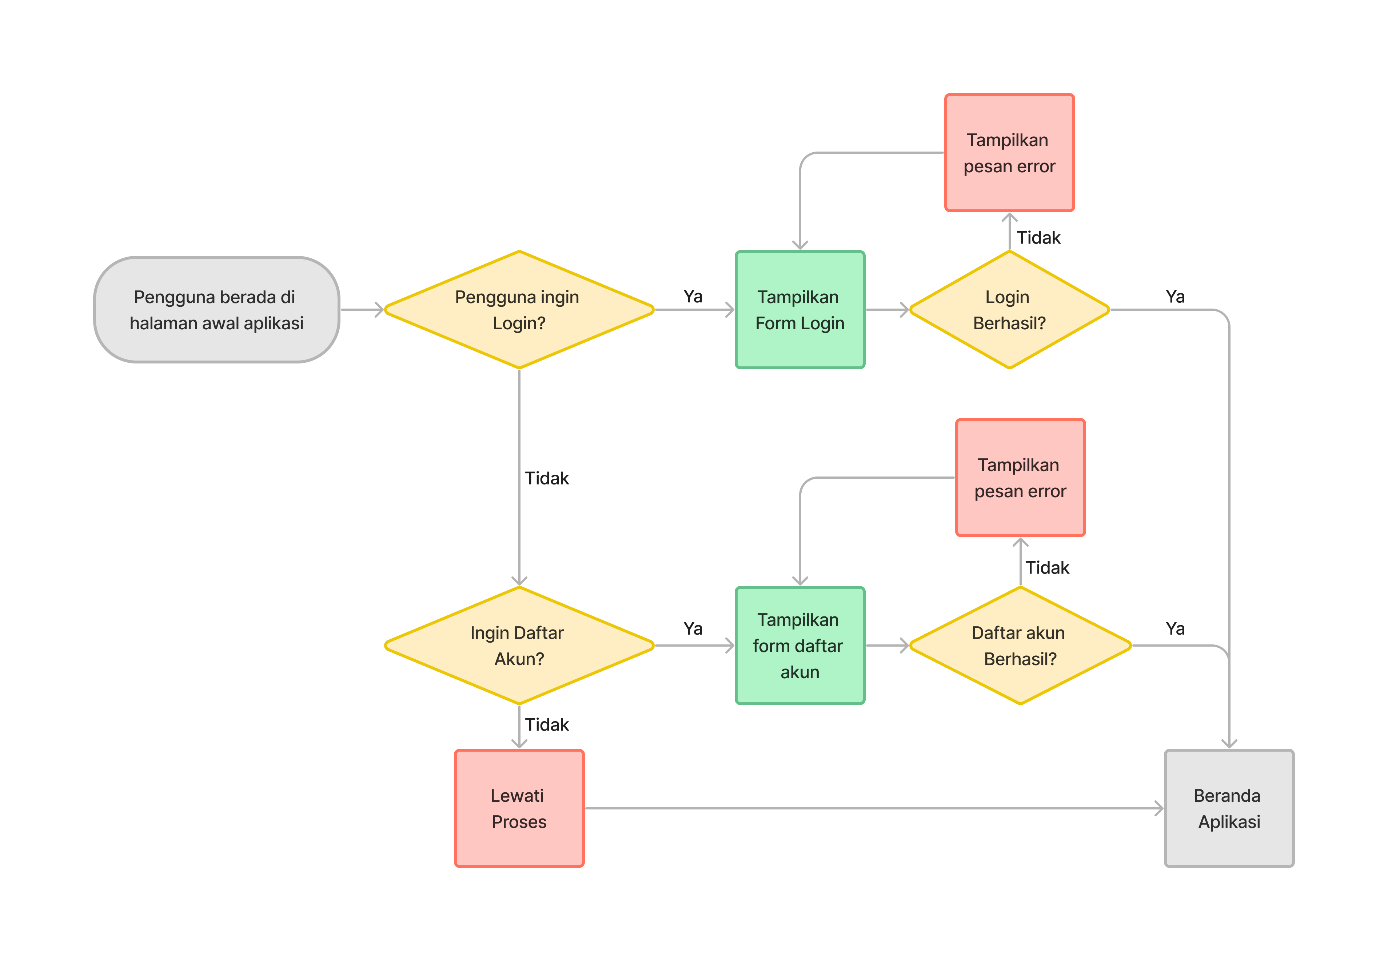 Tampilkan
pesan error
Tidak
Pengguna berada di
halaman awal aplikasi
Pengguna ingin
Login?
Ya
Tampilkan
Form Login
Login
Berhasil?
Ya
Tidak
Tampilkan
pesan error
Tidak
Ingin Daftar
Akun?
Ya
Tampilkan
form daftar
akun
Daftar akun
Berhasil?
Ya
Tidak
Lewati
Proses
Beranda
Aplikasi